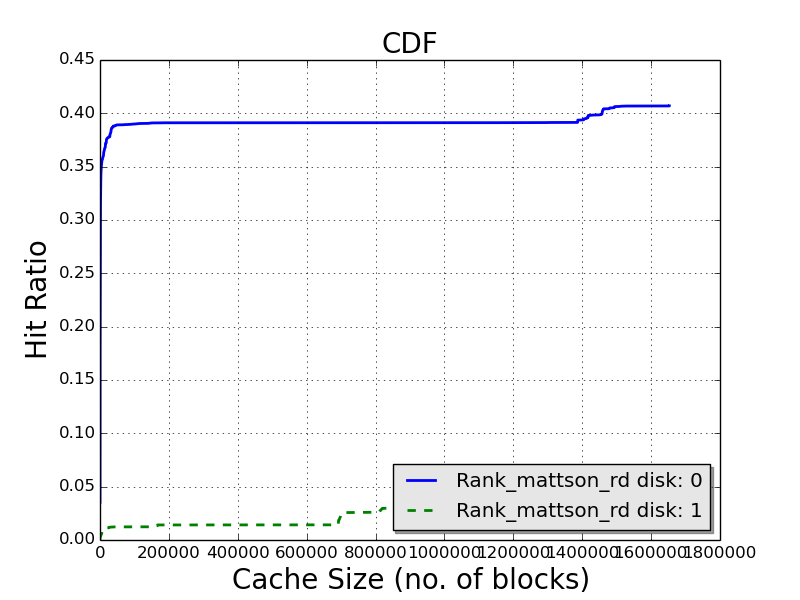 CDF
0.45
0.40
0.35
0.30
0.25
0.20
0.15
0.10
0.05
0.00
Hit Ratio
Rank_mattson_rd disk: 0
Rank_mattson_rd disk: 1
0 200000 400000 600000 800000 1000000 1200000 1400000 1600000 1800000
Cache Size (no. of blocks)